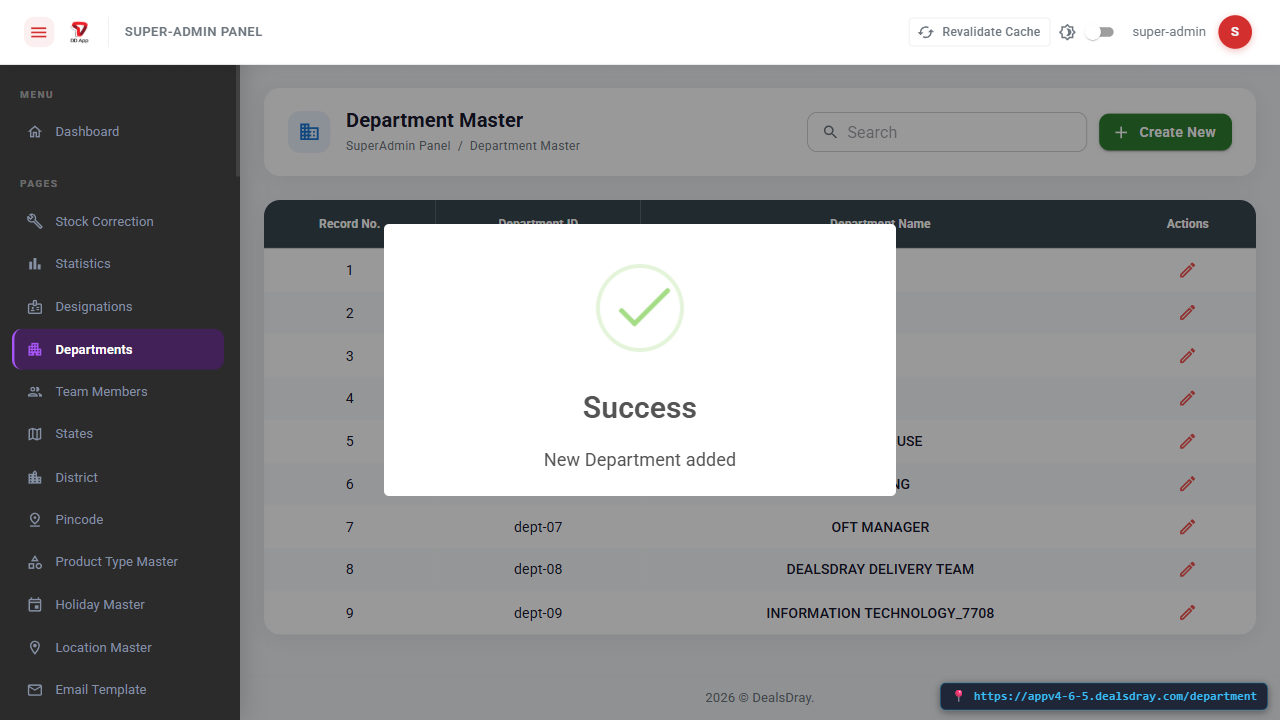 DD App
SUPER-ADMIN PANEL
Revalidate Cache
super-admin
S
MENU
Dashboard
PAGES
Stock Correction
Statistics
Designations
Departments
Team Members
States
District
Pincode
Product Type Master
Holiday Master
Location Master
Email Template
Department Master
SuperAdmin Panel / Department Master
Search
Create New
Record No. Department ID Department Name Actions
1
2
3
4
5 USE
6 NG
7 dept-07 OFT MANAGER
8 dept-08 DEALSDRAY DELIVERY TEAM
9 dept-09 INFORMATION TECHNOLOGY_7708
Success
New Department added
2026 © DealsDray.
https://appv4-6-5.dealsdray.com/department